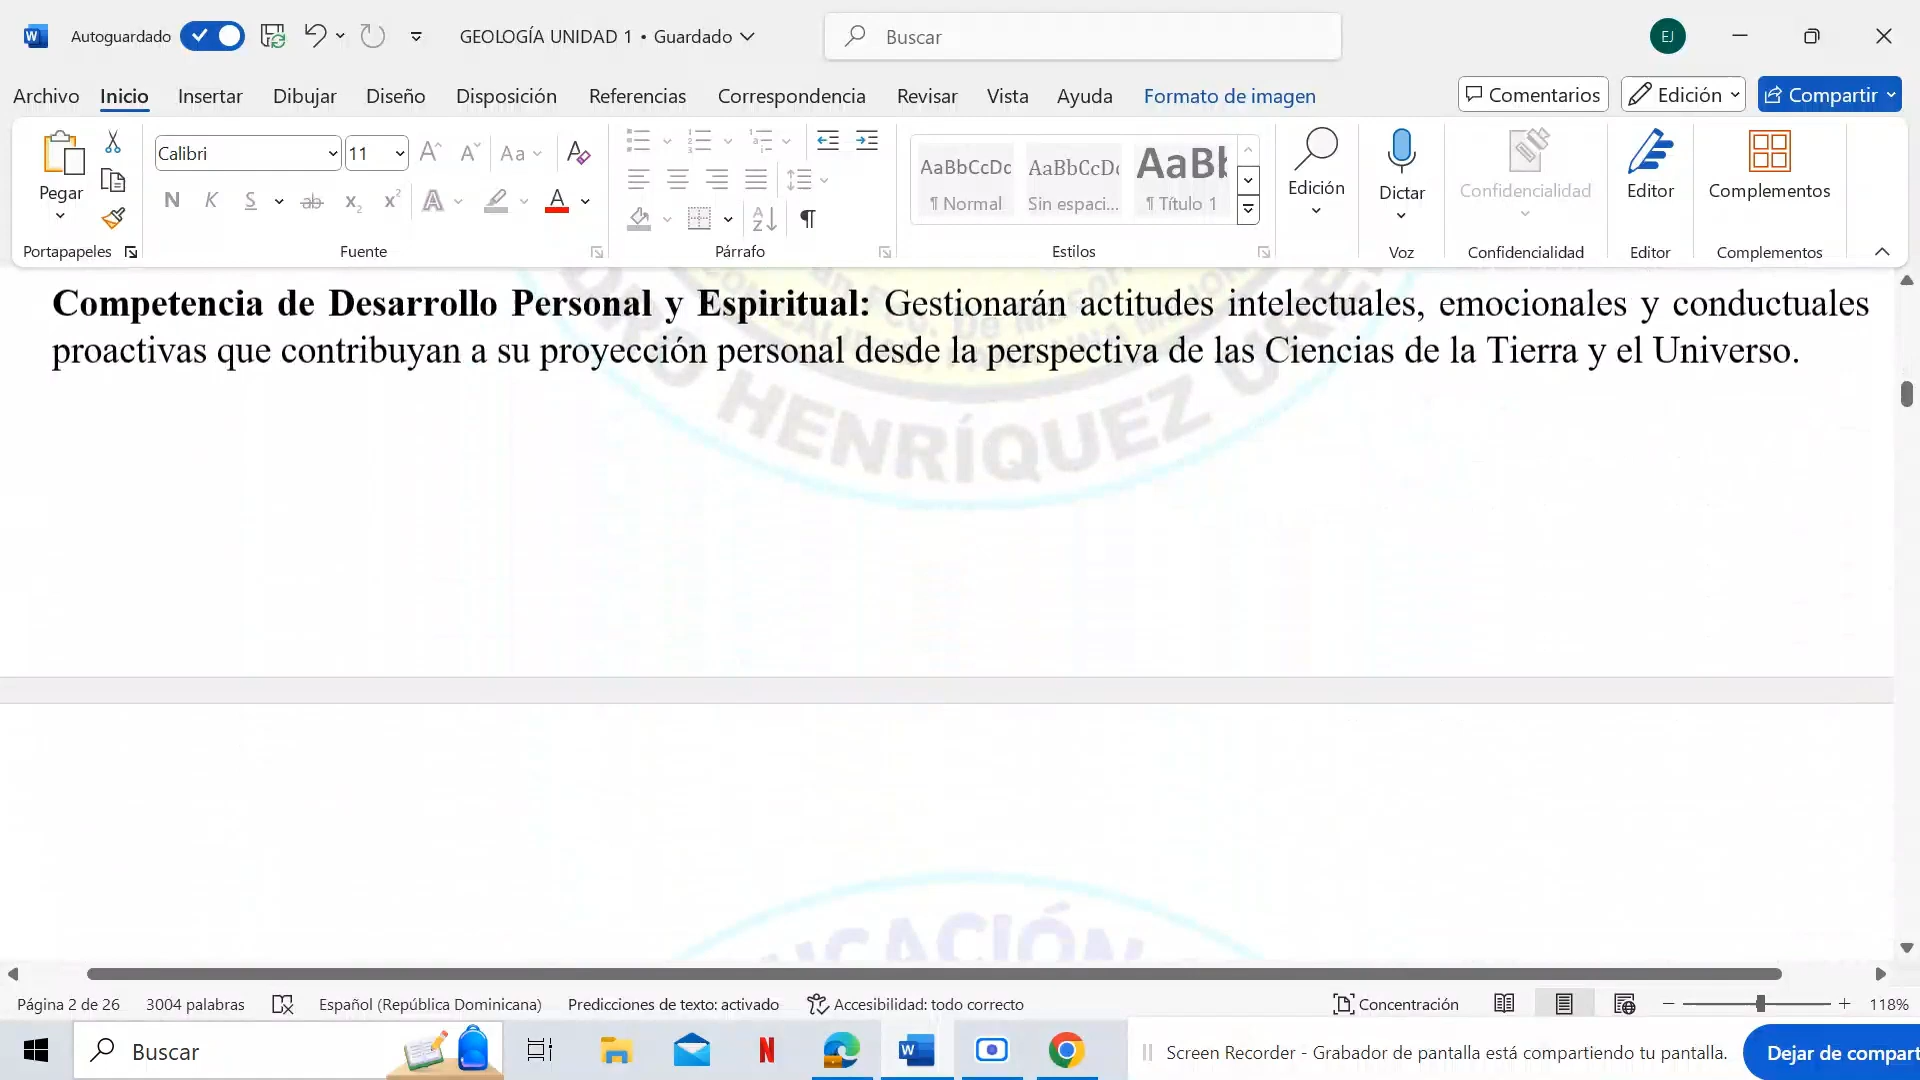 Autoguardado
GEOLOGÍA UNIDAD 1 • Guardado
Buscar
EJ
Archivo Inicio Insertar Dibujar Diseño Disposición Referencias Correspondencia Revisar Vista Ayuda Formato de imagen
Comentarios Edición Compartir
Pegar
Portapapeles
Calibri 11
Aa
N K S ab x₂ x² A A
Fuente
Párrafo
AaBbCcDc AaBbCcDc AaBb
¶ Normal Sin espaci... ¶ Título 1
Estilos
Edición
Dictar
Voz
Confidencialidad
Confidencialidad
Editor
Editor
Complementos
Complementos
Competencia de Desarrollo Personal y Espiritual: Gestionarán actitudes intelectuales, emocionales y conductuales
proactivas que contribuyan a su proyección personal desde la perspectiva de las Ciencias de la Tierra y el Universo.
HENRÍQUEZ
Página 2 de 26 3004 palabras Español (República Dominicana) Predicciones de texto: activado Accesibilidad: todo correcto Concentración 118%
Buscar
Screen Recorder - Grabador de pantalla está compartiendo tu pantalla.
Dejar de compart